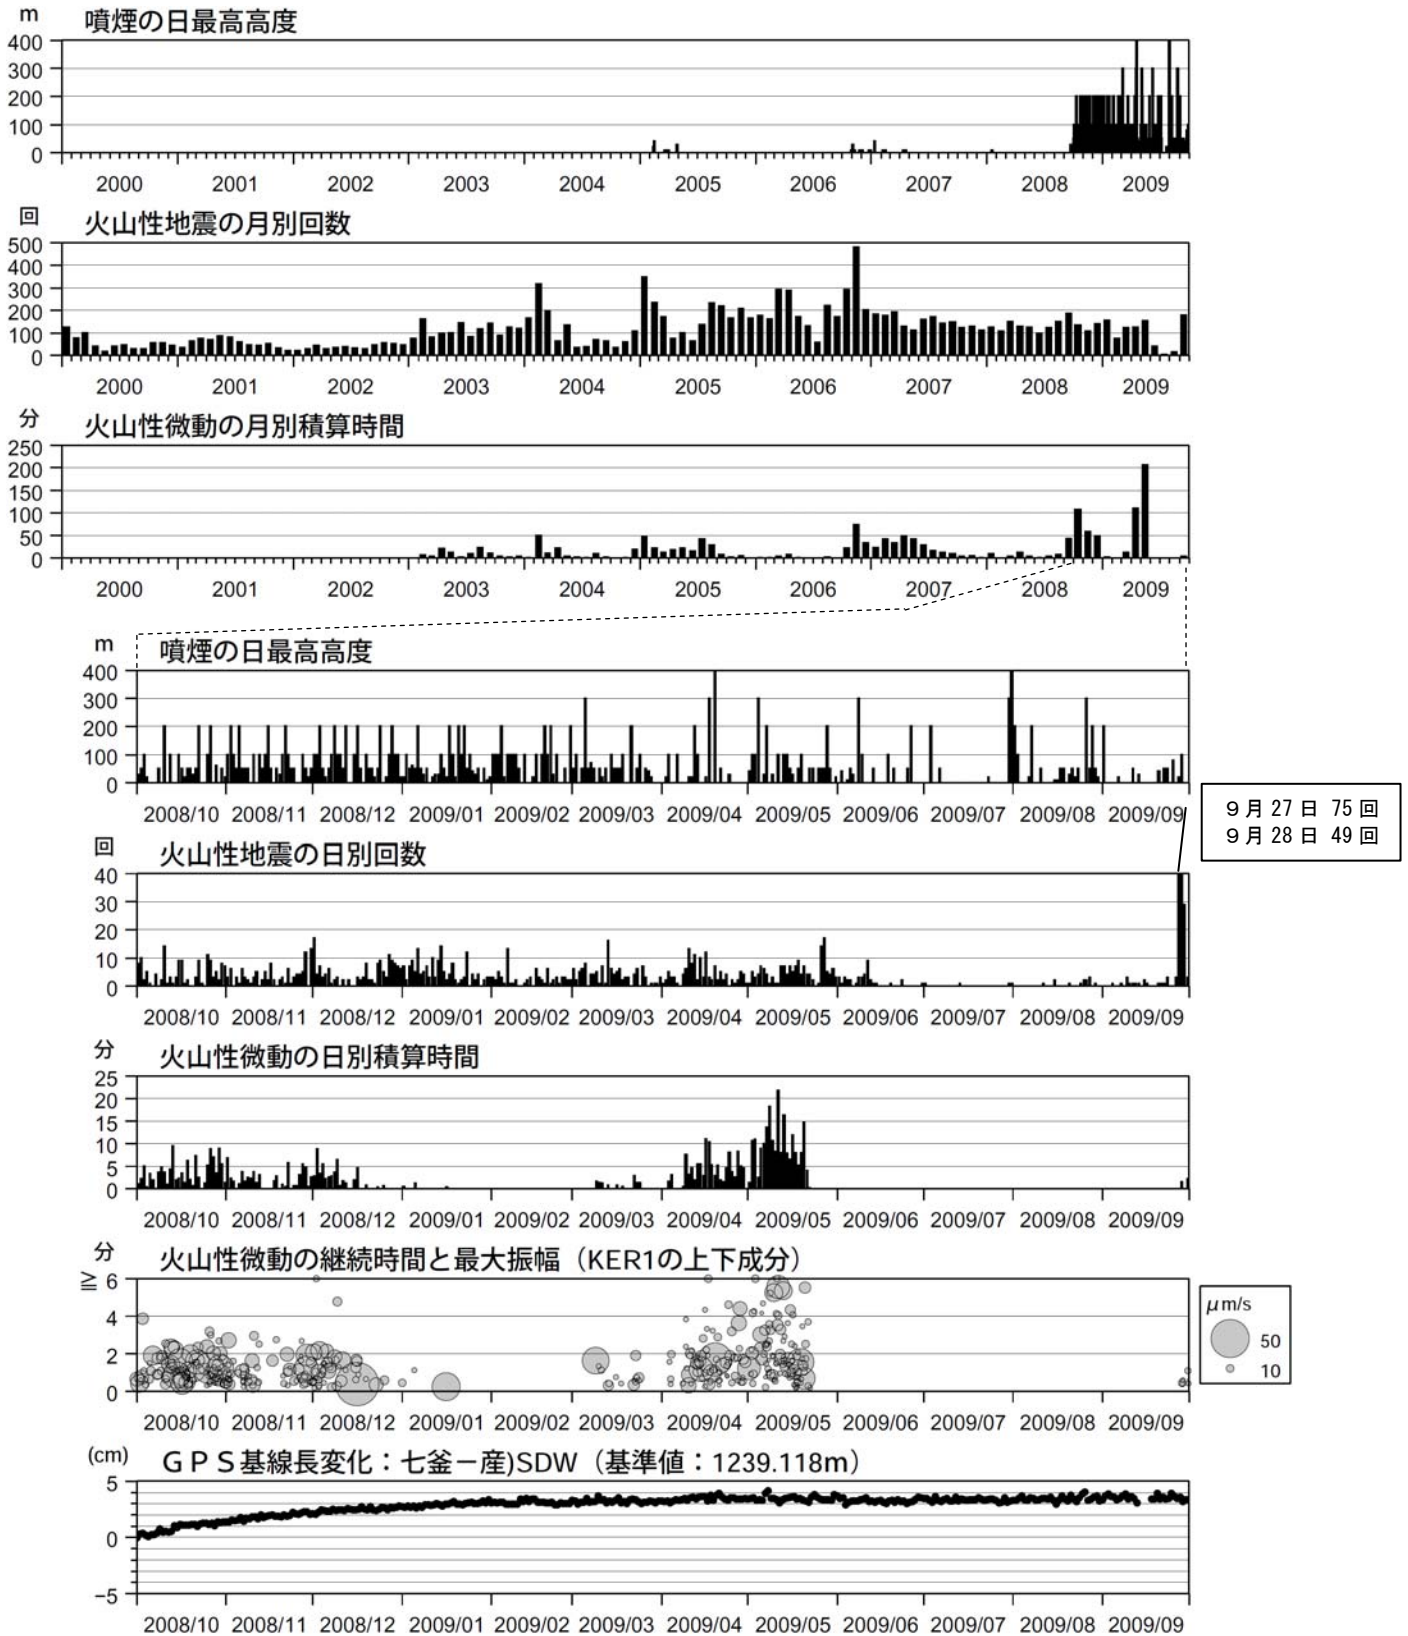 m 噴煙の日最高高度
400
300
200
100
0
2000 2001 2002 2003 2004 2005 2006 2007 2008 2009
回 火山性地震の月別回数
500
400
300
200
100
0
2000 2001 2002 2003 2004 2005 2006 2007 2008 2009
分 火山性微動の月別積算時間
250
200
150
100
50
0
2000 2001 2002 2003 2004 2005 2006 2007 2008 2009
m 噴煙の日最高高度
400
300
200
100
0
2008/10 2008/11 2008/12 2009/01 2009/02 2009/03 2009/04 2009/05 2009/06 2009/07 2009/08 2009/09
９月 27 日 75 回
９月 28 日 49 回
回 火山性地震の日別回数
40
30
20
10
0
2008/10 2008/11 2008/12 2009/01 2009/02 2009/03 2009/04 2009/05 2009/06 2009/07 2009/08 2009/09
分 火山性微動の日別積算時間
25
20
15
10
5
0
2008/10 2008/11 2008/12 2009/01 2009/02 2009/03 2009/04 2009/05 2009/06 2009/07 2009/08 2009/09
分 火山性微動の継続時間と最大振幅（KER1の上下成分）
≧
6
4
2
0
μm/s
50
10
2008/10 2008/11 2008/12 2009/01 2009/02 2009/03 2009/04 2009/05 2009/06 2009/07 2009/08 2009/09
(cm) ＧＰＳ基線長変化：七釜－産)SDW（基準値：1239.118m）
5
0
−5
2008/10 2008/11 2008/12 2009/01 2009/02 2009/03 2009/04 2009/05 2009/06 2009/07 2009/08 2009/09